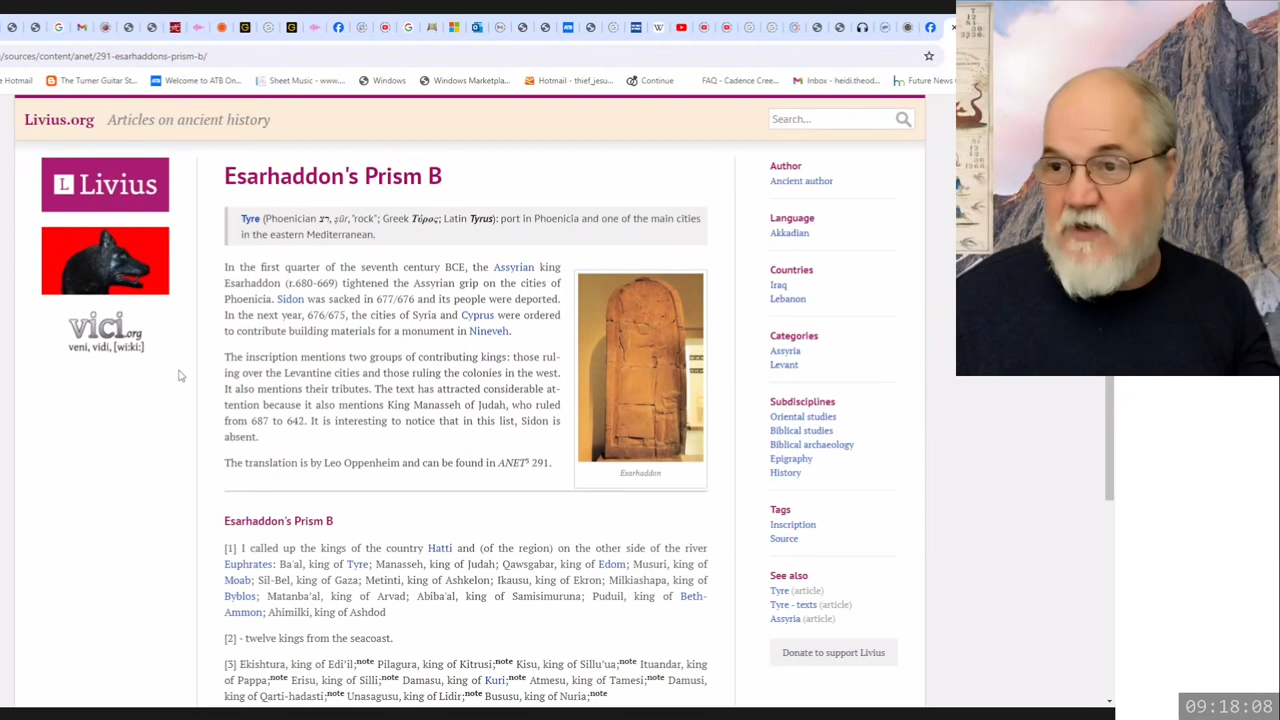 /sources/content/anet/291-esarhaddons-prism-b/
Hotmail
The Turner Guitar St...
Welcome to ATB On...
Sheet Music - www....
Windows
Windows Marketpla...
Hotmail - thief_jesu...
Continue
FAQ - Cadence Cree...
Inbox - heidi.theod...
Future News
Livius.org Articles on ancient history
Search...
L Livius
vici.org
veni, vidi, [wi:ki:]
Esarhaddon's Prism B
Tyre (Phoenician צר, ṣūr, "rock"; Greek Τύρος; Latin Tyrus): port in Phoenicia and one of the main cities
in the eastern Mediterranean.
In the first quarter of the seventh century BCE, the Assyrian king
Esarhaddon (r.680-669) tightened the Assyrian grip on the cities of
Phoenicia. Sidon was sacked in 677/676 and its people were deported.
In the next year, 676/675, the cities of Syria and Cyprus were ordered
to contribute building materials for a monument in Nineveh.
The inscription mentions two groups of contributing kings: those rul-
ing over the Levantine cities and those ruling the colonies in the west.
It also mentions their tributes. The text has attracted considerable at-
tention because it also mentions King Manasseh of Judah, who ruled
from 687 to 642. It is interesting to notice that in this list, Sidon is
absent.
The translation is by Leo Oppenheim and can be found in ANET³ 291.
Esarhaddon
Esarhaddon's Prism B
[1] I called up the kings of the country Hatti and (of the region) on the other side of the river
Euphrates: Ba'al, king of Tyre; Manasseh, king of Judah; Qawsgabar, king of Edom; Musuri, king of
Moab; Sil-Bel, king of Gaza; Metinti, king of Ashkelon; Ikausu, king of Ekron; Milkiashapa, king of
Byblos; Matanba'al, king of Arvad; Abiba'al, king of Samisimuruna; Puduil, king of Beth-
Ammon; Ahimilki, king of Ashdod
[2] - twelve kings from the seacoast.
[3] Ekishtura, king of Edi'il;note Pilagura, king of Kitrusi;note Kisu, king of Sillu'ua;note Ituandar, king
of Pappa;note Erisu, king of Silli;note Damasu, king of Kuri;note Atmesu, king of Tamesi;note Damusi,
king of Qarti-hadasti;note Unasagusu, king of Lidir;note Bususu, king of Nuria;note
Author
Ancient author
Language
Akkadian
Countries
Iraq
Lebanon
Categories
Assyria
Levant
Subdisciplines
Oriental studies
Biblical studies
Biblical archaeology
Epigraphy
History
Tags
Inscription
Source
See also
Tyre (article)
Tyre - texts (article)
Assyria (article)
Donate to support Livius
09:18:08